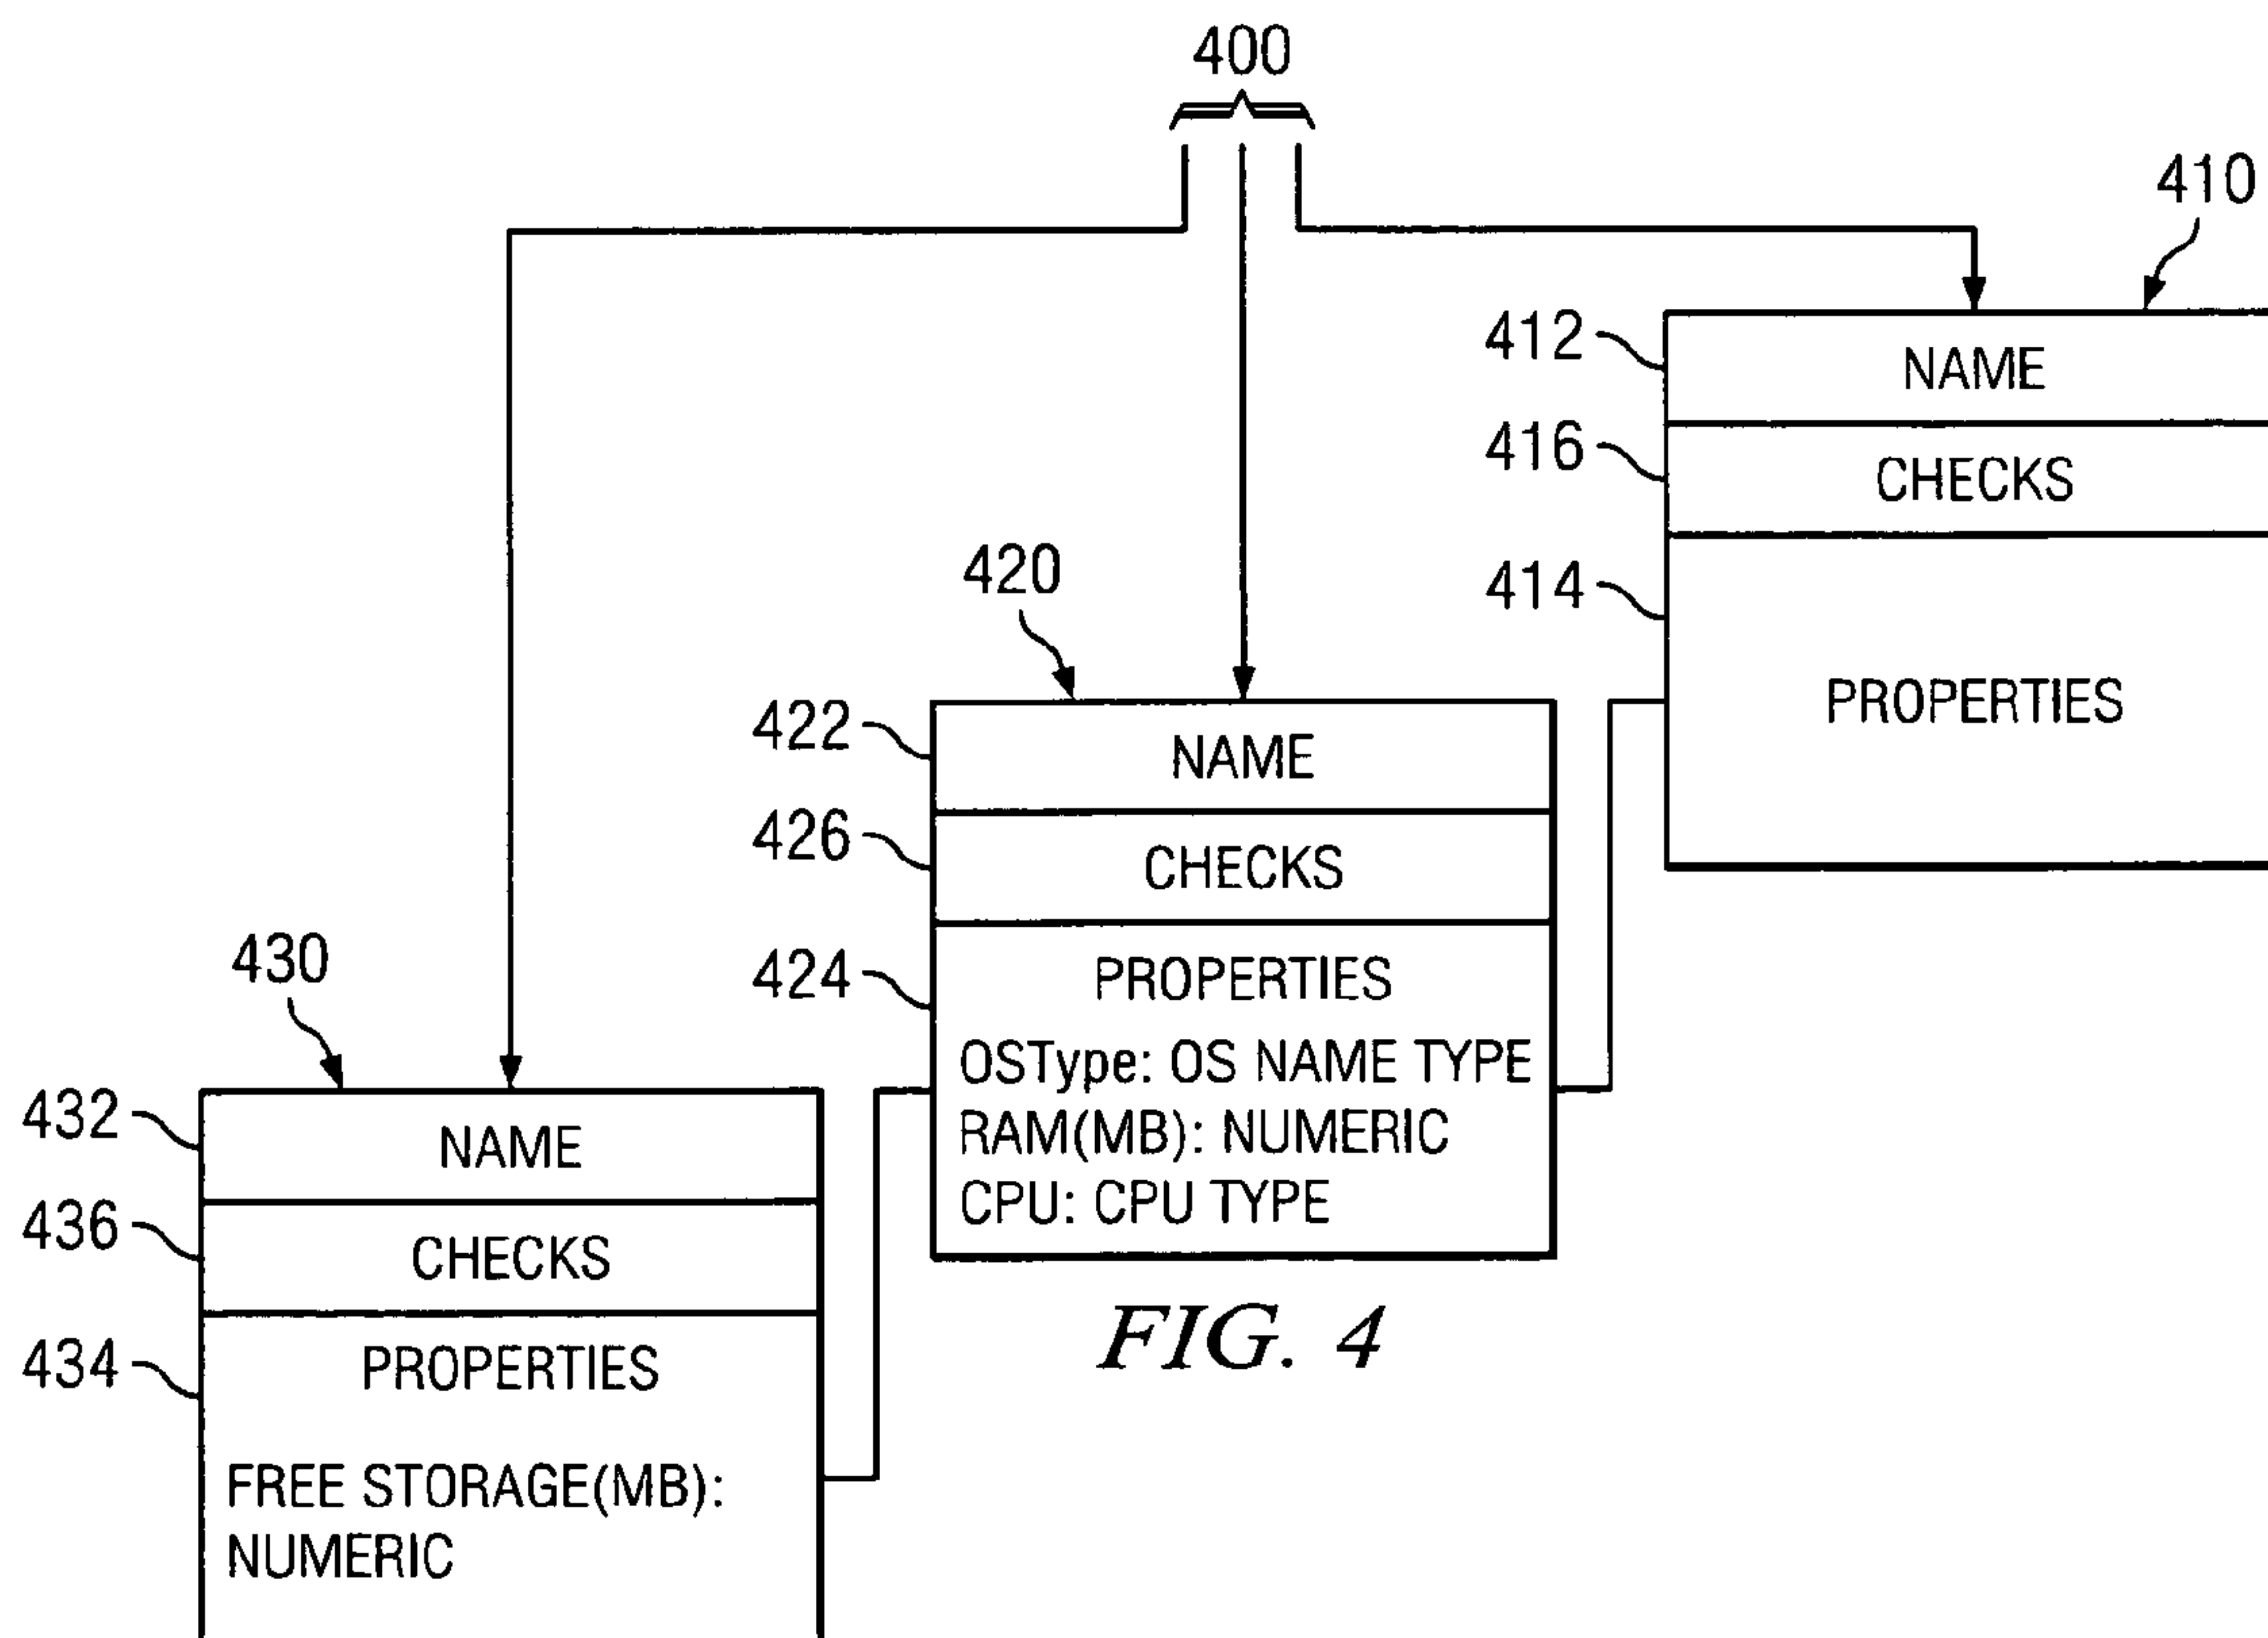 400
410
412
NAME
416
CHECKS
414
PROPERTIES
420
422
NAME
426
CHECKS
424
PROPERTIES
OSType: OS NAME TYPE
RAM(MB): NUMERIC
CPU: CPU TYPE
430
432
NAME
436
CHECKS
434
PROPERTIES
FREE STORAGE(MB):
NUMERIC
FIG. 4